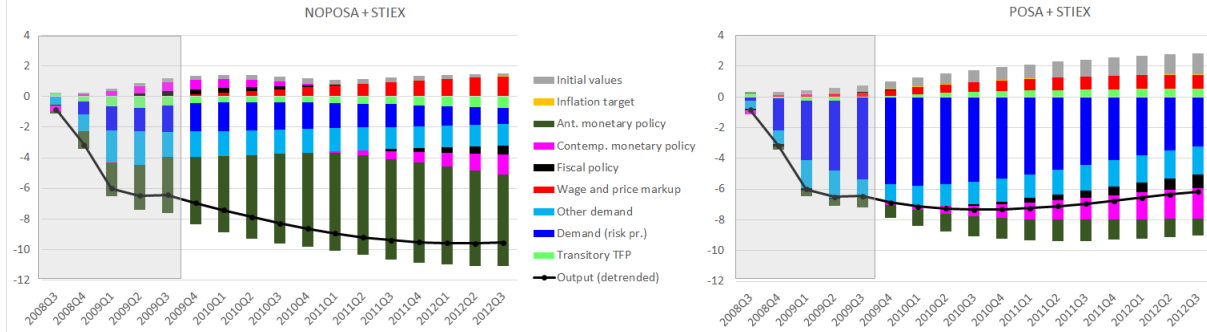 NOPOSA + STIEX
4
2
0
-2
-4
-6
-8
-10
-12
2008Q3
2008Q4
2009Q1
2009Q2
2009Q3
2009Q4
2010Q1
2010Q2
2010Q3
2010Q4
2011Q1
2011Q2
2011Q3
2011Q4
2012Q1
2012Q2
2012Q3
Initial values
Inflation target
Ant. monetary policy
Contemp. monetary policy
Fiscal policy
Wage and price markup
Other demand
Demand (risk pr.)
Transitory TFP
Output (detrended)
POSA + STIEX
4
2
0
-2
-4
-6
-8
-10
-12
2008Q3
2008Q4
2009Q1
2009Q2
2009Q3
2009Q4
2010Q1
2010Q2
2010Q3
2010Q4
2011Q1
2011Q2
2011Q3
2011Q4
2012Q1
2012Q2
2012Q3